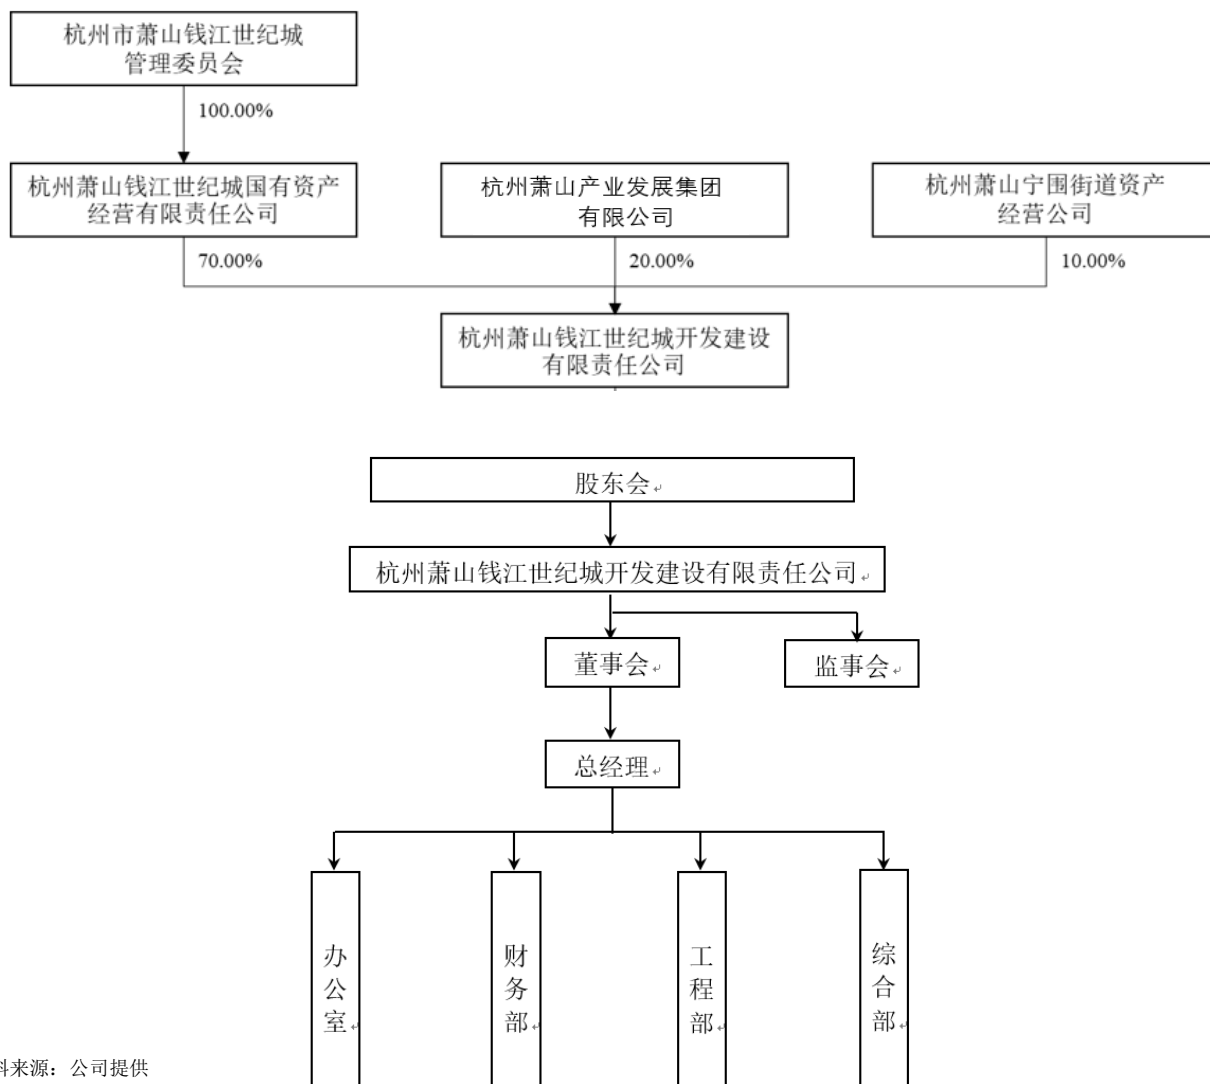 杭州市萧山钱江世纪城
管理委员会
100.00%
杭州萧山钱江世纪城国有资产
经营有限责任公司
杭州萧山产业发展集团
有限公司
杭州萧山宁围街道资产
经营公司
70.00%
20.00%
10.00%
杭州萧山钱江世纪城开发建设
有限责任公司
股东会
杭州萧山钱江世纪城开发建设有限责任公司
董事会
监事会
总经理
办公室
财务部
工程部
综合部
料来源：公司提供